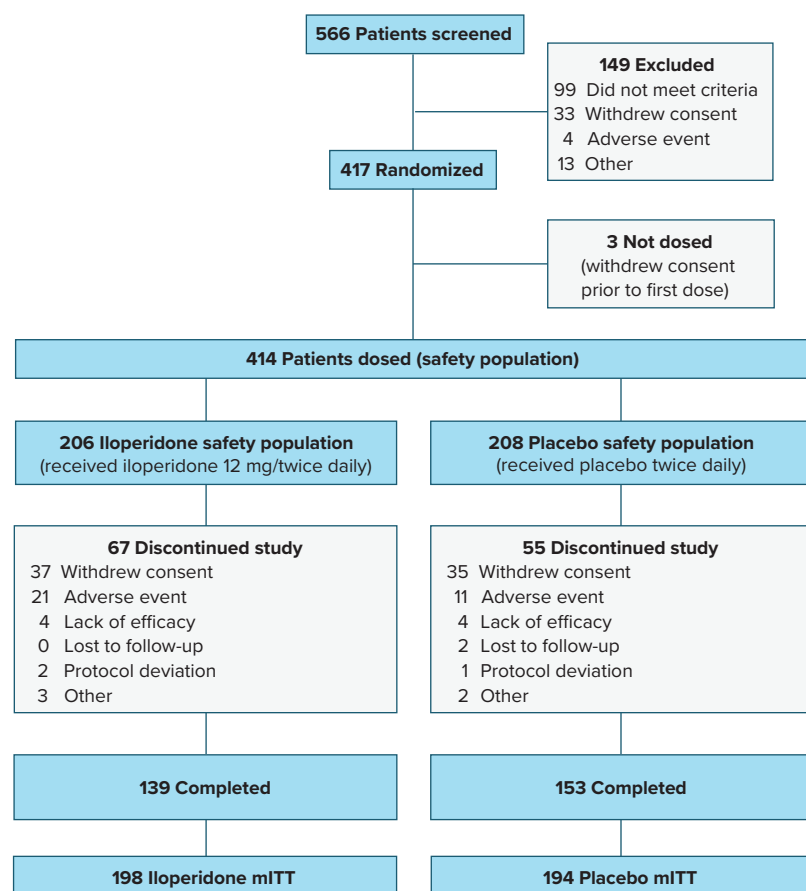 566 Patients screened
149 Excluded
99 Did not meet criteria
33 Withdrew consent
4 Adverse event
13 Other
417 Randomized
3 Not dosed
(withdrew consent
prior to first dose)
414 Patients dosed (safety population)
206 Iloperidone safety population
(received iloperidone 12 mg/twice daily)
208 Placebo safety population
(received placebo twice daily)
67 Discontinued study
37 Withdrew consent
21 Adverse event
4 Lack of efficacy
0 Lost to follow-up
2 Protocol deviation
3 Other
55 Discontinued study
35 Withdrew consent
11 Adverse event
4 Lack of efficacy
2 Lost to follow-up
1 Protocol deviation
2 Other
139 Completed
153 Completed
198 Iloperidone mITT
194 Placebo mITT